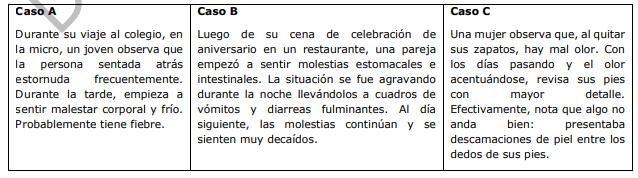 Caso A
Durante su viaje al colegio, en
la micro, un joven observa que
la persona sentada atrás
estornuda frecuentemente.
Durante la tarde, empieza a
sentir malestar corporal y frío.
Probablemente tiene fiebre.
Caso B
Luego de su cena de celebración de
aniversario en un restaurante, una pareja
empezó a sentir molestias estomacales e
intestinales. La situación se fue agravando
durante la noche llevándolos a cuadros de
vómitos y diarreas fulminantes. Al día
siguiente, las molestias continúan y se
sienten muy decaídos.
Caso C
Una mujer observa que, al quitar
sus zapatos, hay mal olor. Con
los días pasando y el olor
acentuándose, revisa sus pies
con mayor detalle.
Efectivamente, nota que algo no
anda bien: presentaba
descamaciones de piel entre los
dedos de sus pies.